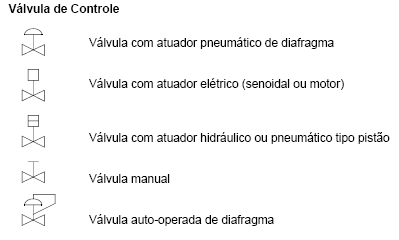 Válvula de Controle
Válvula com atuador pneumático de diafragma
Válvula com atuador elétrico (senoidal ou motor)
Válvula com atuador hidráulico ou pneumático tipo pistão
Válvula manual
Válvula auto-operada de diafragma